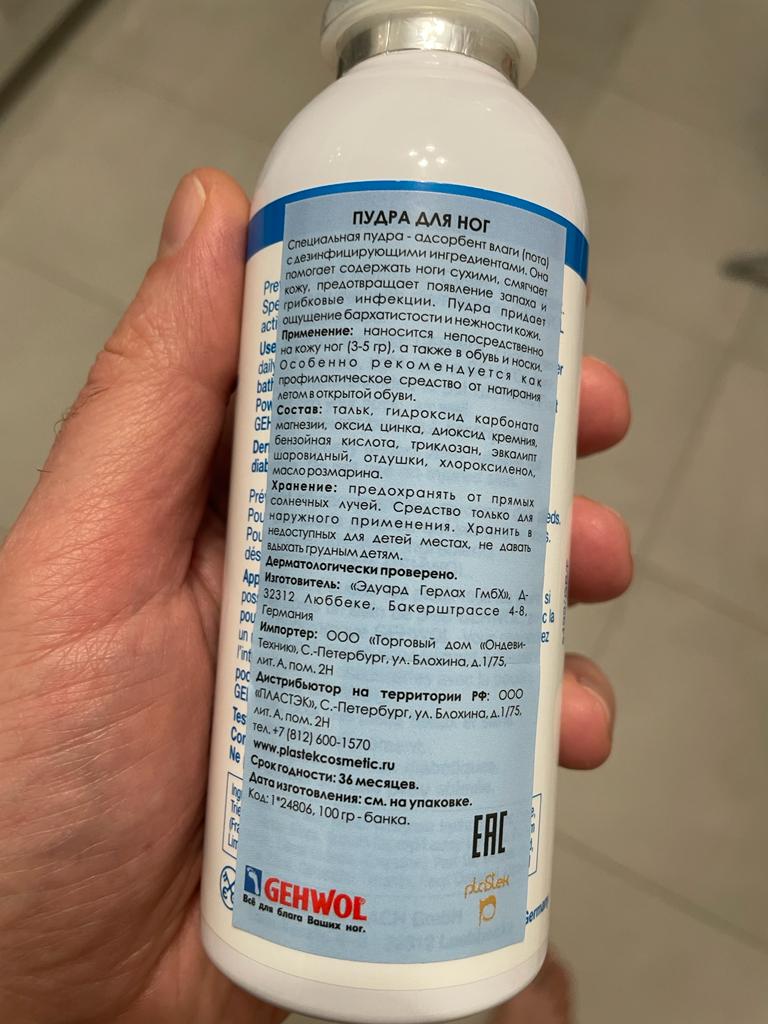 ПУДРА ДЛЯ НОГ
Специальная пудра - адсорбент влаги (пота)
с дезинфицирующими ингредиентами. Она
помогает содержать ноги сухими, смягчает
кожу, предотвращает появление запаха и
грибковые инфекции. Пудра придает
ощущение бархатистости и нежности кожи.
Применение: наносится непосредственно
на кожу ног (3-5 гр), а также в обувь и носки.
Особенно рекомендуется как
профилактическое средство от натирания
летом в открытой обуви.
Состав: тальк, гидроксид карбоната
магнезии, оксид цинка, диоксид кремния,
бензойная кислота, триклозан, эвкалипт
шаровидный, отдушки, хлороксиленол,
масло розмарина.
Хранение: предохранять от прямых
солнечных лучей. Средство только для
наружного применения. Хранить в
недоступных для детей местах, не давать
вдыхать грудным детям.
Дерматологически проверено.
Изготовитель: «Эдуард Герлах ГмбХ», Д-
32312 Люббеке, Бакерштрассе 4-8,
Германия
Импортер: ООО «Торговый дом «Ондеви-
Техник», С.-Петербург, ул. Блохина, д.1/75,
лит. А, пом. 2Н
Дистрибьютор на территории РФ: ООО
«ПЛАСТЭК», С.-Петербург, ул. Блохина, д.1/75,
лит. А, пом. 2Н
тел. +7 (812) 600-1570
www.plastekcosmetic.ru
Срок годности: 36 месяцев.
Дата изготовления: см. на упаковке.
Код: 1*24806, 100 гр - банка.
EAC
GEHWOL
Всё для блага Ваших ног.
plastek